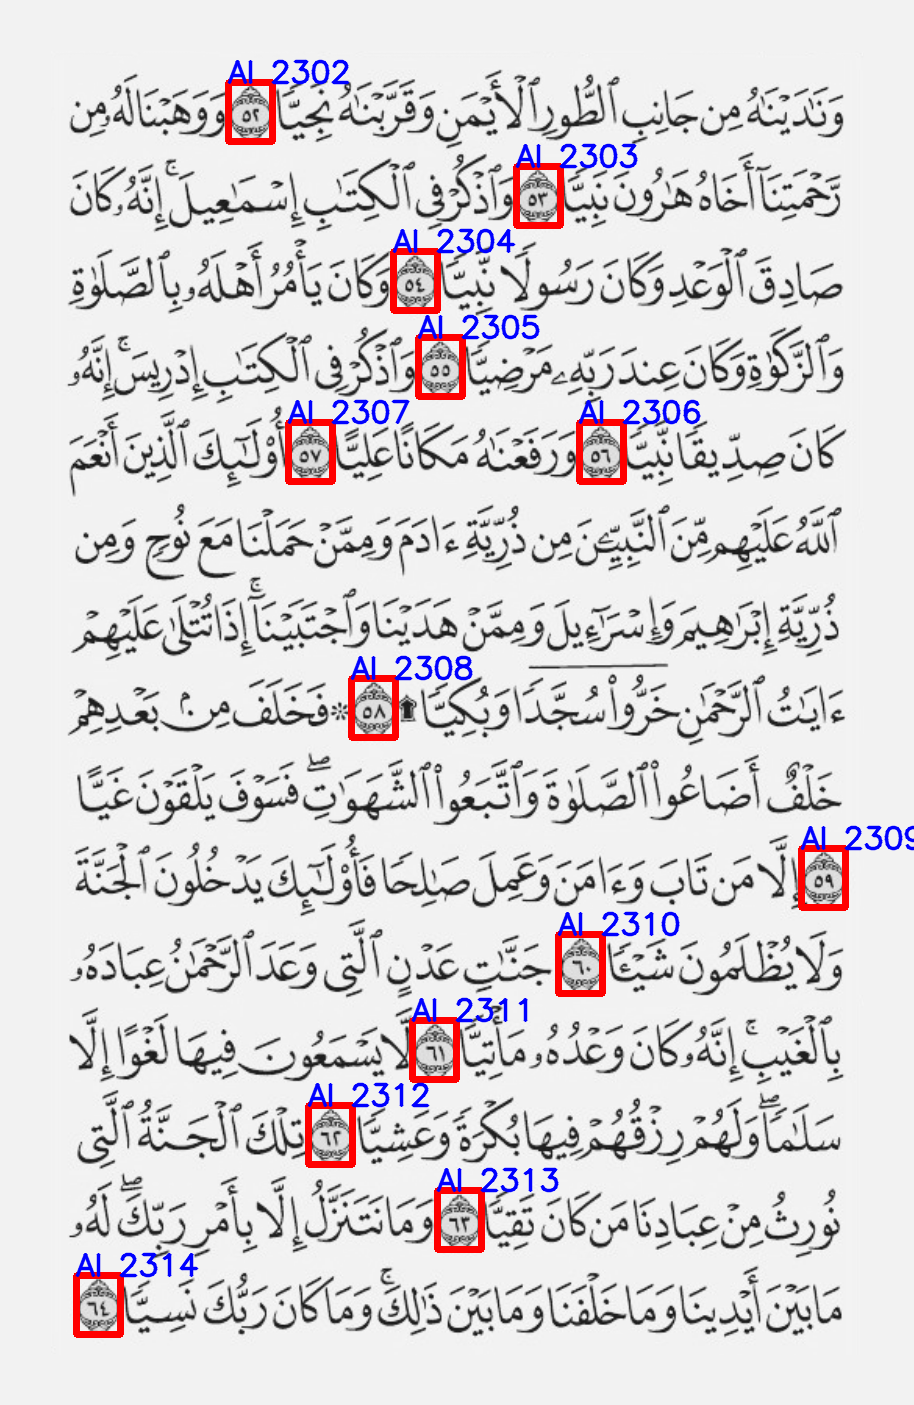 AI 2302
وَنَٰدَيْنَٰهُ مِن جَانِبِ ٱلطُّورِ ٱلْأَيْمَنِ وَقَرَّبْنَٰهُ نَجِيًّا ٥٢ وَوَهَبْنَا لَهُۥ مِن
AI 2303
رَّحْمَتِنَآ أَخَاهُ هَٰرُونَ نَبِيًّا ٥٣ وَٱذْكُرْ فِى ٱلْكِتَٰبِ إِسْمَٰعِيلَ ۚ إِنَّهُۥ كَانَ
AI 2304
صَادِقَ ٱلْوَعْدِ وَكَانَ رَسُولًا نَّبِيًّا ٥٤ وَكَانَ يَأْمُرُ أَهْلَهُۥ بِٱلصَّلَوٰةِ
AI 2305
وَٱلزَّكَوٰةِ وَكَانَ عِندَ رَبِّهِۦ مَرْضِيًّا ٥٥ وَٱذْكُرْ فِى ٱلْكِتَٰبِ إِدْرِيسَ ۚ إِنَّهُۥ
AI 2306 AI 2307
كَانَ صِدِّيقًا نَّبِيًّا ٥٦ وَرَفَعْنَٰهُ مَكَانًا عَلِيًّا ٥٧ أُو۟لَٰٓئِكَ ٱلَّذِينَ أَنْعَمَ
ٱللَّهُ عَلَيْهِم مِّنَ ٱلنَّبِيِّۦنَ مِن ذُرِّيَّةِ ءَادَمَ وَمِمَّنْ حَمَلْنَا مَعَ نُوحٍ وَمِن
ذُرِّيَّةِ إِبْرَٰهِيمَ وَإِسْرَٰٓءِيلَ وَمِمَّنْ هَدَيْنَا وَٱجْتَبَيْنَآ ۚ إِذَا تُتْلَىٰ عَلَيْهِمْ
AI 2308
ءَايَٰتُ ٱلرَّحْمَٰنِ خَرُّوا۟ سُجَّدًا وَبُكِيًّا ۩ ٥٨ ۞ فَخَلَفَ مِنۢ بَعْدِهِمْ
خَلْفٌ أَضَاعُوا۟ ٱلصَّلَوٰةَ وَٱتَّبَعُوا۟ ٱلشَّهَوَٰتِ ۖ فَسَوْفَ يَلْقَوْنَ غَيًّا
AI 2309
٥٩ إِلَّا مَن تَابَ وَءَامَنَ وَعَمِلَ صَٰلِحًا فَأُو۟لَٰٓئِكَ يَدْخُلُونَ ٱلْجَنَّةَ
AI 2310
وَلَا يُظْلَمُونَ شَيْـًٔا ٦٠ جَنَّٰتِ عَدْنٍ ٱلَّتِى وَعَدَ ٱلرَّحْمَٰنُ عِبَادَهُۥ
AI 2311
بِٱلْغَيْبِ ۚ إِنَّهُۥ كَانَ وَعْدُهُۥ مَأْتِيًّا ٦١ لَّا يَسْمَعُونَ فِيهَا لَغْوًا إِلَّا
AI 2312
سَلَٰمًا ۖ وَلَهُمْ رِزْقُهُمْ فِيهَا بُكْرَةً وَعَشِيًّا ٦٢ تِلْكَ ٱلْجَنَّةُ ٱلَّتِى
AI 2313
نُورِثُ مِنْ عِبَادِنَا مَن كَانَ تَقِيًّا ٦٣ وَمَا نَتَنَزَّلُ إِلَّا بِأَمْرِ رَبِّكَ ۖ لَهُۥ
AI 2314
مَا بَيْنَ أَيْدِينَا وَمَا خَلْفَنَا وَمَا بَيْنَ ذَٰلِكَ ۚ وَمَا كَانَ رَبُّكَ نَسِيًّا ٦٤